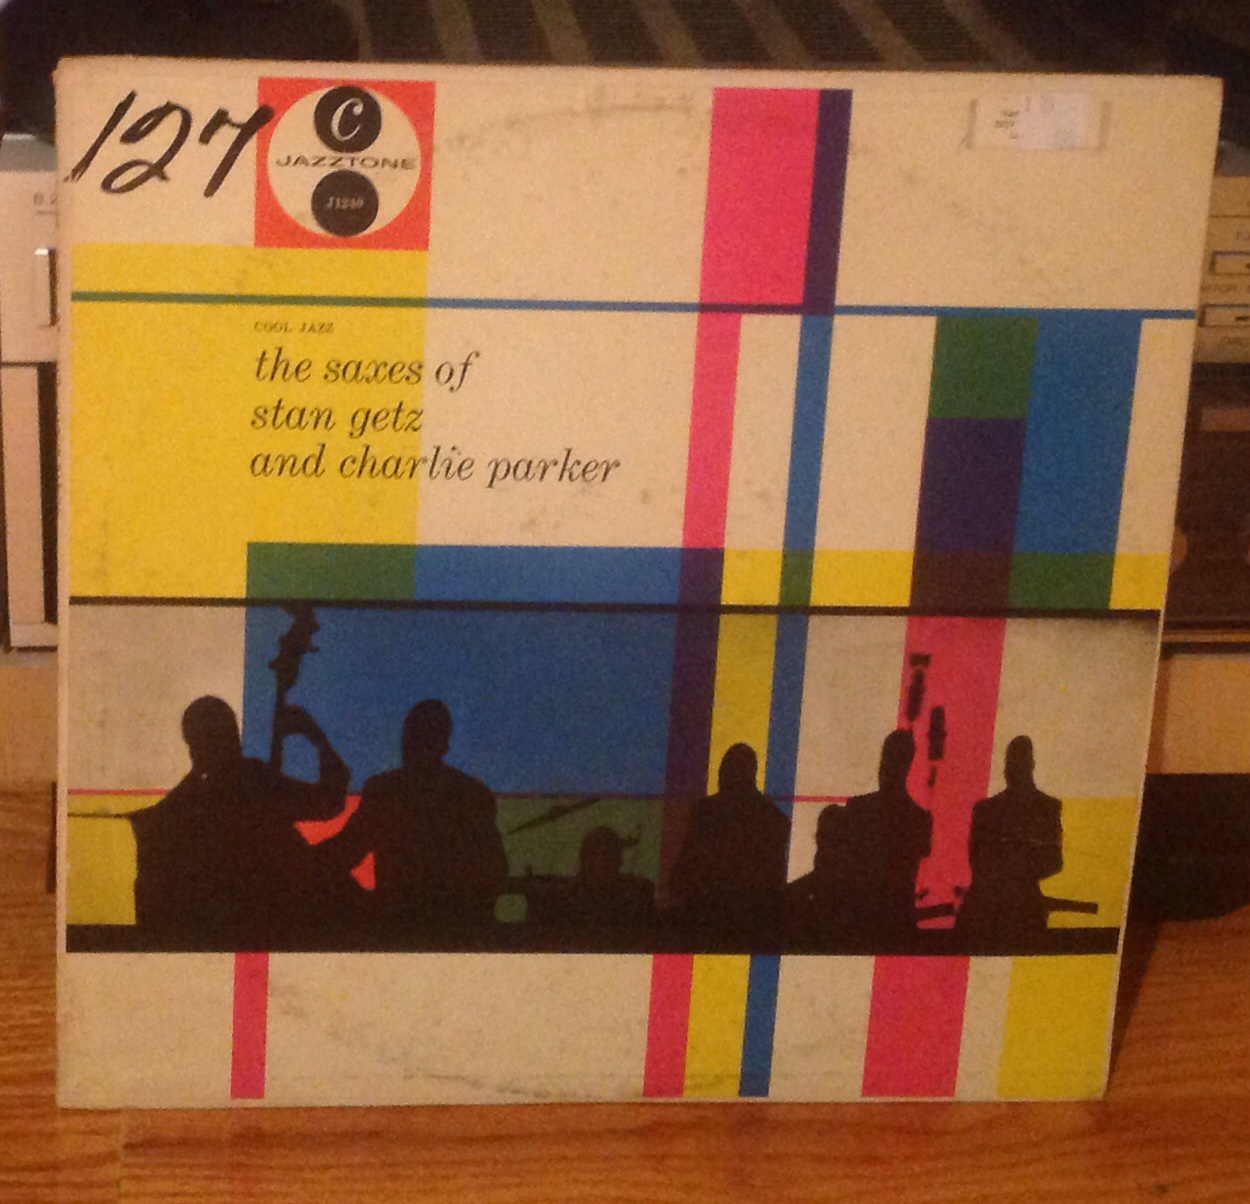 127
C
JAZZTONE
J1240
COOL JAZZ
the saxes of
stan getz
and charlie parker